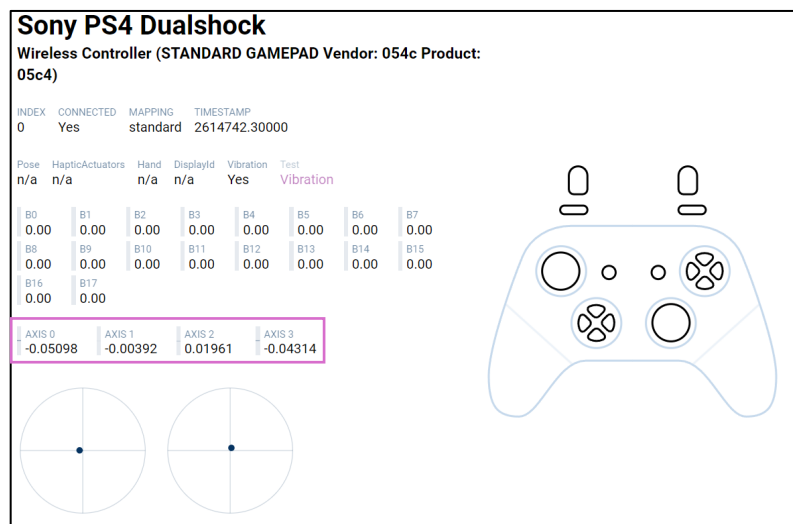 Sony PS4 Dualshock
Wireless Controller (STANDARD GAMEPAD Vendor: 054c Product:
05c4)
INDEX CONNECTED MAPPING TIMESTAMP
0 Yes standard 2614742.30000
Pose HapticActuators Hand DisplayId Vibration Test
n/a n/a n/a n/a Yes Vibration
B0 B1 B2 B3 B4 B5 B6 B7
0.00 0.00 0.00 0.00 0.00 0.00 0.00 0.00
B8 B9 B10 B11 B12 B13 B14 B15
0.00 0.00 0.00 0.00 0.00 0.00 0.00 0.00
B16 B17
0.00 0.00
AXIS 0 AXIS 1 AXIS 2 AXIS 3
-0.05098 -0.00392 0.01961 -0.04314